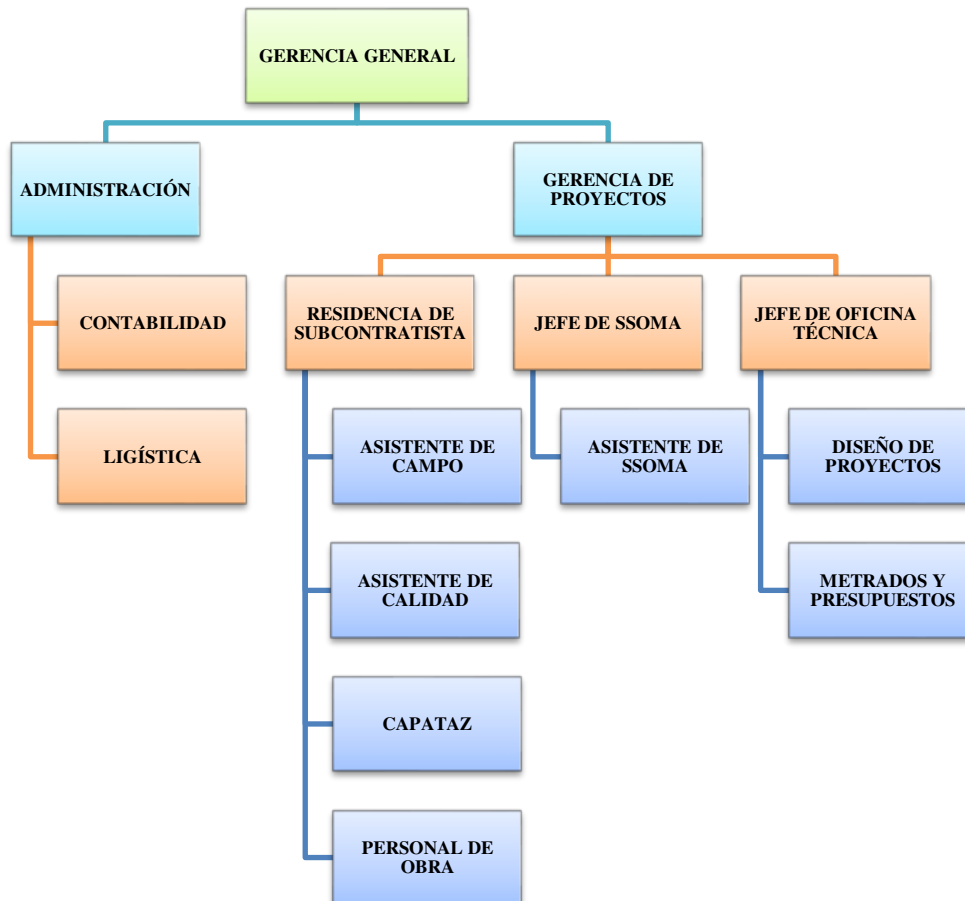 GERENCIA GENERAL
ADMINISTRACIÓN
GERENCIA DE
PROYECTOS
CONTABILIDAD
LIGÍSTICA
RESIDENCIA DE
SUBCONTRATISTA
JEFE DE SSOMA
JEFE DE OFICINA
TÉCNICA
ASISTENTE DE
CAMPO
ASISTENTE DE
CALIDAD
CAPATAZ
PERSONAL DE
OBRA
ASISTENTE DE
SSOMA
DISEÑO DE
PROYECTOS
METRADOS Y
PRESUPUESTOS